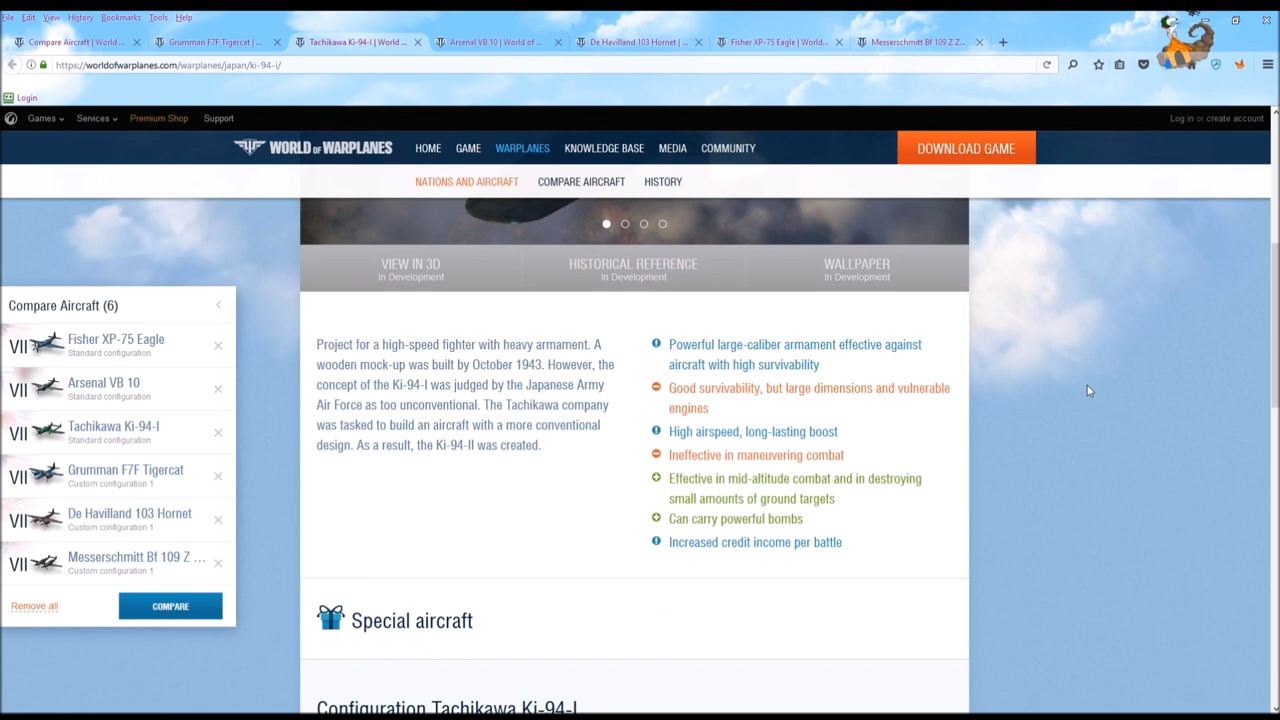 File Edit View History Bookmarks Tools Help
Compare Aircraft | World ...
Grumman F7F Tigercat | ...
Tachikawa Ki-94-I | World ...
Arsenal VB 10 | World of ...
De Havilland 103 Hornet | ...
Fisher XP-75 Eagle | World...
Messerschmitt Bf 109 Z Z...
https://worldofwarplanes.com/warplanes/japan/ki-94-i/
Login
Games Services Premium Shop Support
Log in or create account
WORLD OF WARPLANES
HOME GAME WARPLANES KNOWLEDGE BASE MEDIA COMMUNITY
DOWNLOAD GAME
NATIONS AND AIRCRAFT COMPARE AIRCRAFT HISTORY
VIEW IN 3D
In Development
HISTORICAL REFERENCE
In Development
WALLPAPER
In Development
Compare Aircraft (6)
VII Fisher XP-75 Eagle
Standard configuration
VII Arsenal VB 10
Standard configuration
VII Tachikawa Ki-94-I
Standard configuration
VII Grumman F7F Tigercat
Custom configuration 1
VII De Havilland 103 Hornet
Custom configuration 1
VII Messerschmitt Bf 109 Z ...
Custom configuration 1
Remove all
COMPARE
Project for a high-speed fighter with heavy armament. A
wooden mock-up was built by October 1943. However, the
concept of the Ki-94-I was judged by the Japanese Army
Air Force as too unconventional. The Tachikawa company
was tasked to build an aircraft with a more conventional
design. As a result, the Ki-94-II was created.
Powerful large-caliber armament effective against
aircraft with high survivability
Good survivability, but large dimensions and vulnerable
engines
High airspeed, long-lasting boost
Ineffective in maneuvering combat
Effective in mid-altitude combat and in destroying
small amounts of ground targets
Can carry powerful bombs
Increased credit income per battle
Special aircraft
Configuration Tachikawa Ki-94-I